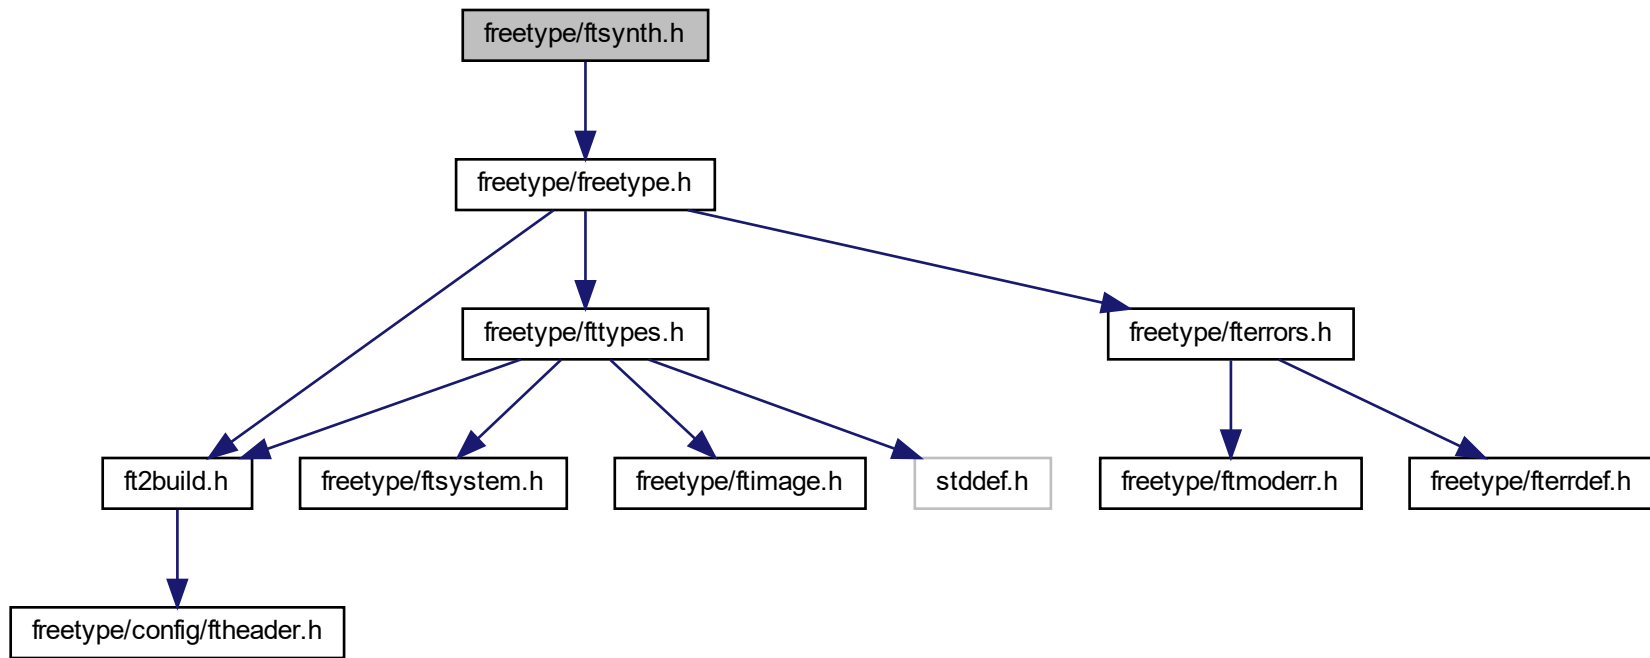 freetype/ftsynth.h
freetype/freetype.h
freetype/fttypes.h
freetype/fterrors.h
ft2build.h
freetype/ftsystem.h
freetype/ftimage.h
stddef.h
freetype/ftmoderr.h
freetype/fterrdef.h
freetype/config/ftheader.h